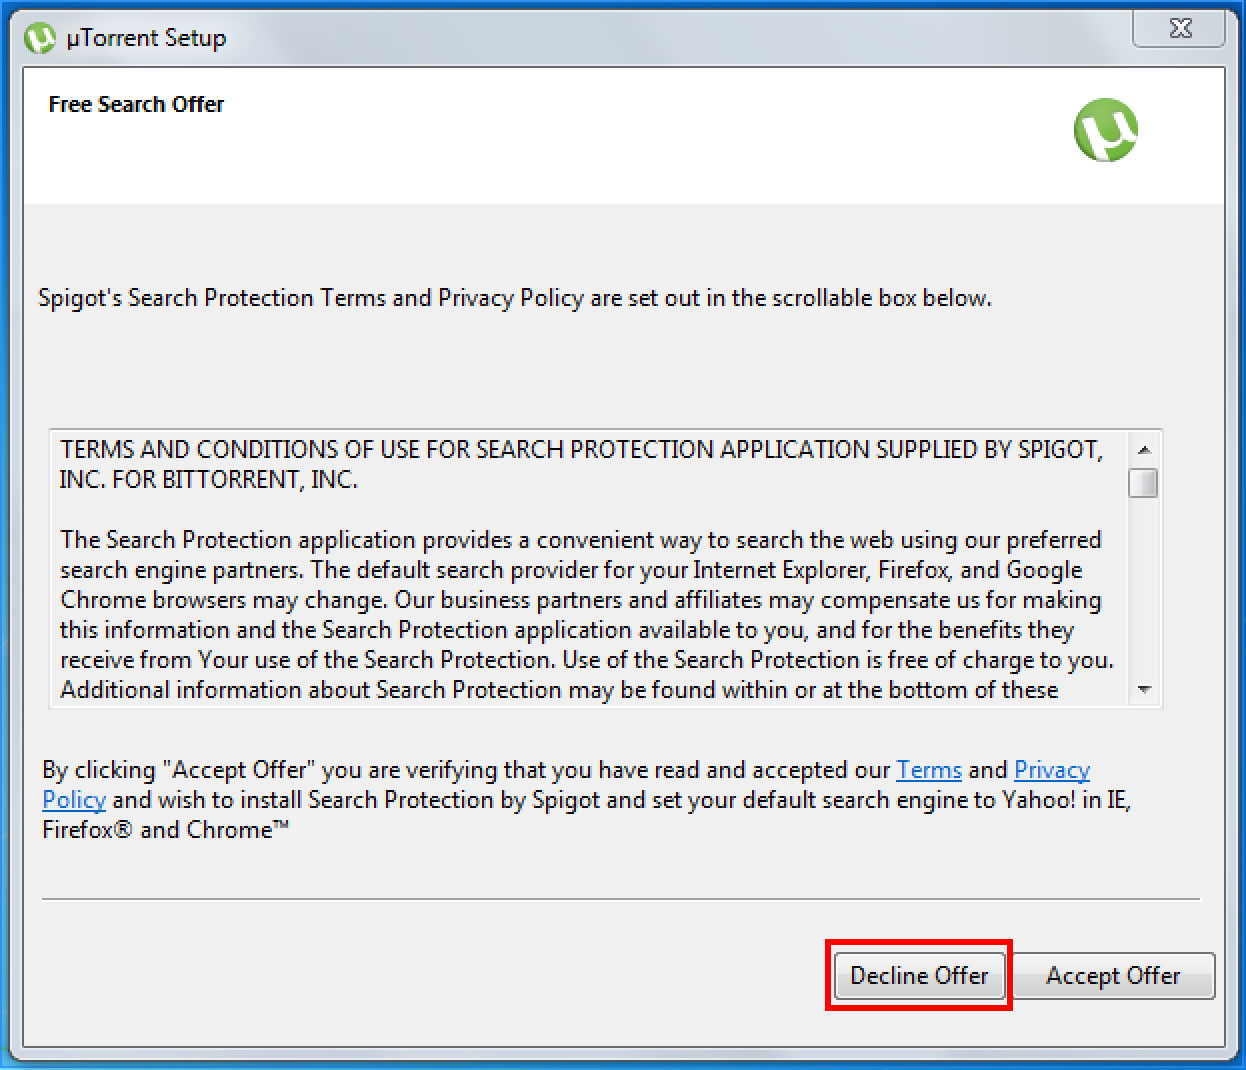 µTorrent Setup
Free Search Offer
Spigot's Search Protection Terms and Privacy Policy are set out in the scrollable box below.
TERMS AND CONDITIONS OF USE FOR SEARCH PROTECTION APPLICATION SUPPLIED BY SPIGOT,
INC. FOR BITTORRENT, INC.
The Search Protection application provides a convenient way to search the web using our preferred
search engine partners. The default search provider for your Internet Explorer, Firefox, and Google
Chrome browsers may change. Our business partners and affiliates may compensate us for making
this information and the Search Protection application available to you, and for the benefits they
receive from Your use of the Search Protection. Use of the Search Protection is free of charge to you.
Additional information about Search Protection may be found within or at the bottom of these
By clicking "Accept Offer" you are verifying that you have read and accepted our Terms and Privacy
Policy and wish to install Search Protection by Spigot and set your default search engine to Yahoo! in IE,
Firefox® and Chrome™
Decline Offer Accept Offer